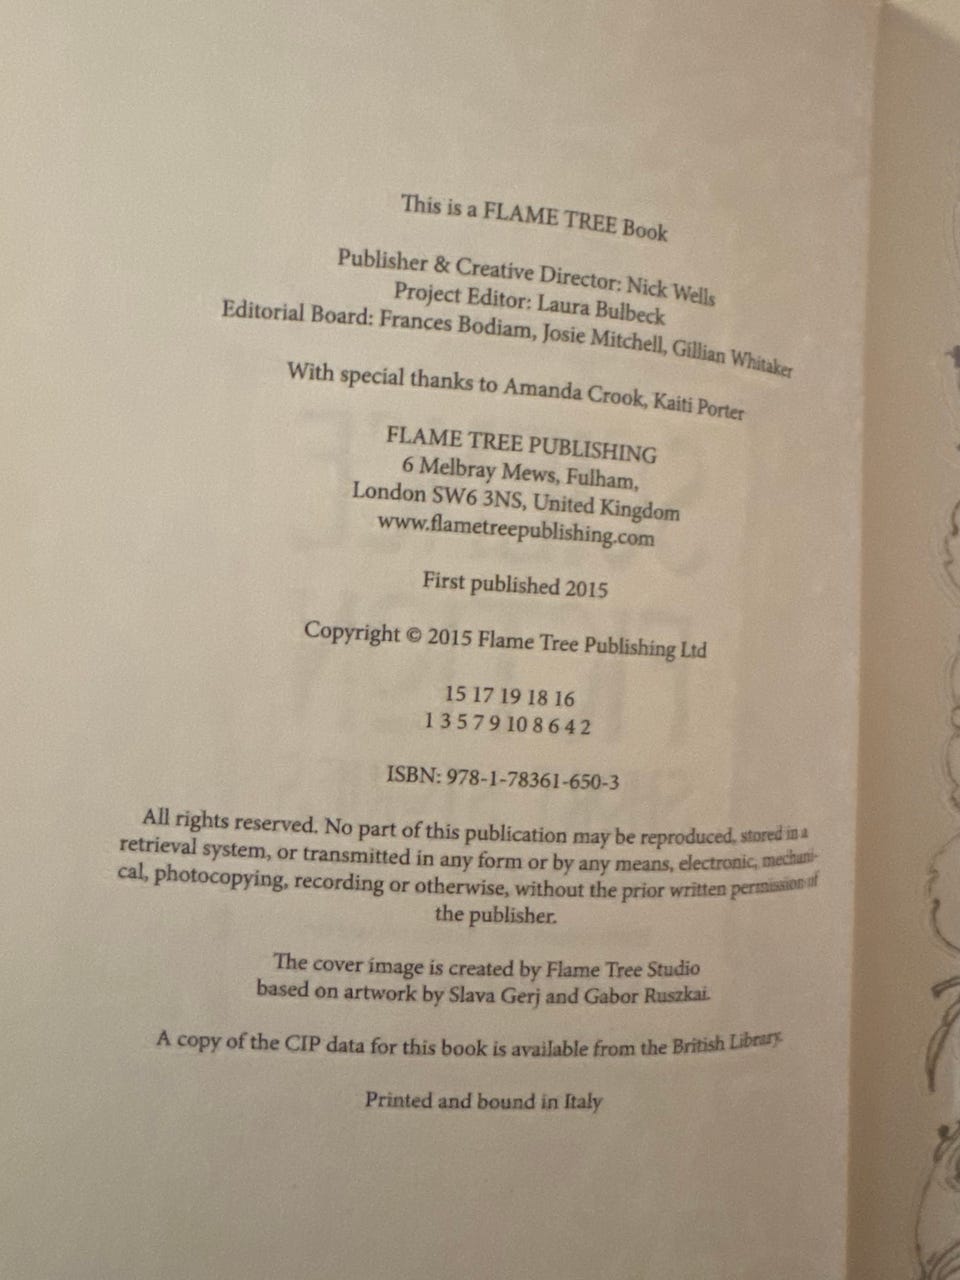 This is a FLAME TREE Book
Publisher & Creative Director: Nick Wells
Project Editor: Laura Bulbeck
Editorial Board: Frances Bodiam, Josie Mitchell, Gillian Whitaker
With special thanks to Amanda Crook, Kaiti Porter
FLAME TREE PUBLISHING
6 Melbray Mews, Fulham,
London SW6 3NS, United Kingdom
www.flametreepublishing.com
First published 2015
Copyright © 2015 Flame Tree Publishing Ltd
15 17 19 18 16
1 3 5 7 9 10 8 6 4 2
ISBN: 978-1-78361-650-3
All rights reserved. No part of this publication may be reproduced, stored in a
retrieval system, or transmitted in any form or by any means, electronic, mechani-
cal, photocopying, recording or otherwise, without the prior written permission of
the publisher.
The cover image is created by Flame Tree Studio
based on artwork by Slava Gerj and Gabor Ruszkai.
A copy of the CIP data for this book is available from the British Library.
Printed and bound in Italy